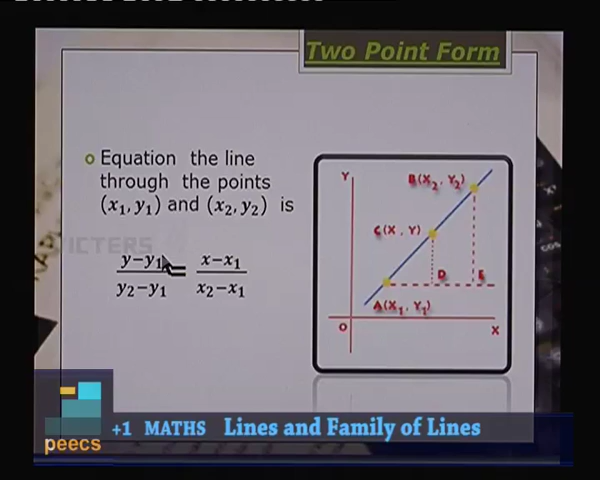 Two Point Form
Equation the line
through the points
(x₁, y₁) and (x₂, y₂) is
VICTERS
y−y₁ / y₂−y₁ = x−x₁ / x₂−x₁
Y
B(X₂, Y₂)
C(X, Y)
D
E
A(X₁, Y₁)
O
X
peecs
+1 MATHS Lines and Family of Lines